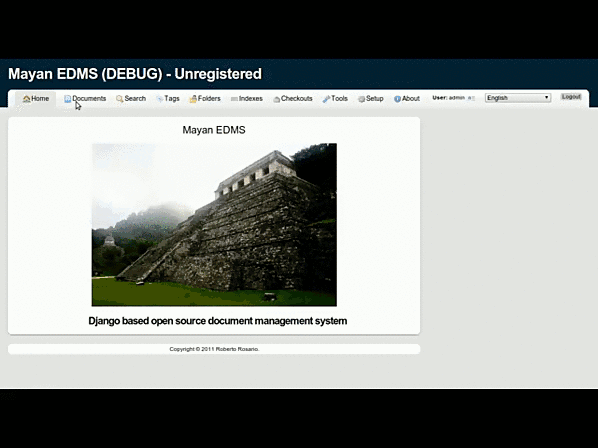 Mayan EDMS (DEBUG) - Unregistered
Home Documents Search Tags Folders Indexes Checkouts Tools Setup About User: admin English Logout
Mayan EDMS
Django based open source document management system
Copyright © 2011 Roberto Rosario.